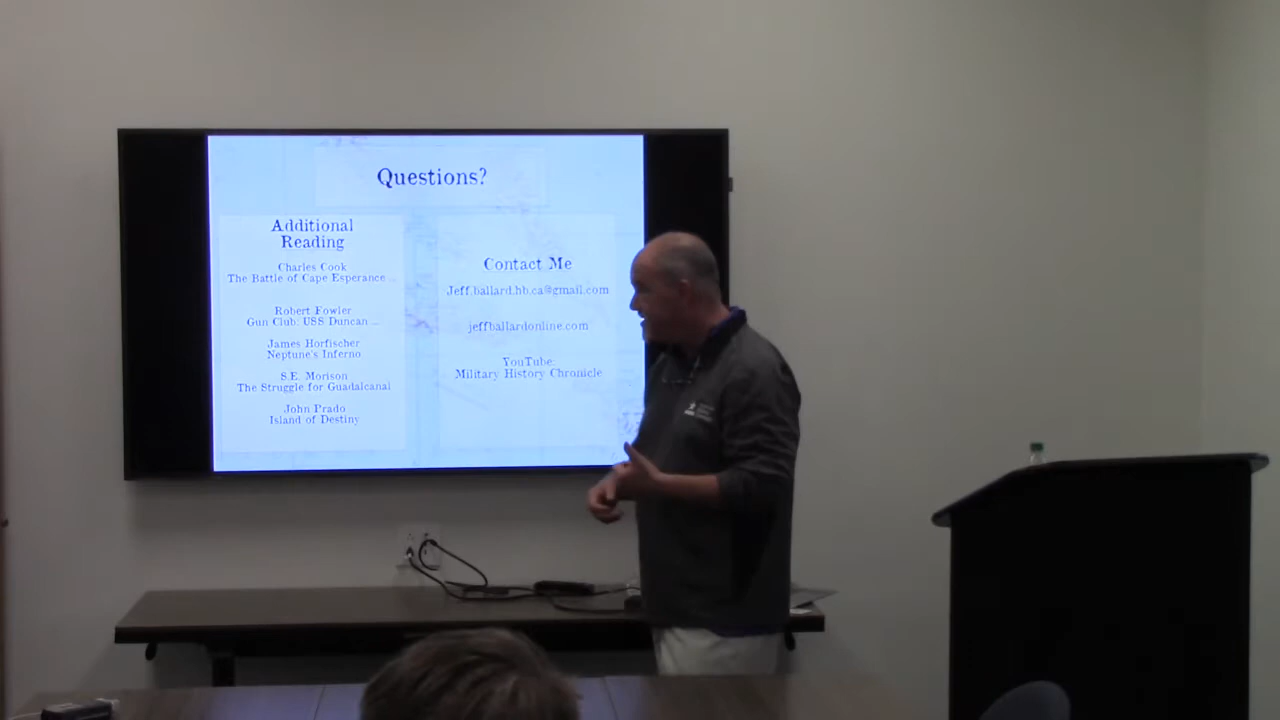 Questions?
Additional
Reading
Charles Cook
The Battle of Cape Esperance ...
Robert Fowler
Gun Club: USS Duncan ...
James Horfischer
Neptune's Inferno
S.E. Morison
The Struggle for Guadalcanal
John Prado
Island of Destiny
Contact Me
Jeff.ballard.hb.ca@gmail.com
jeffballardonline.com
YouTube:
Military History Chronicle